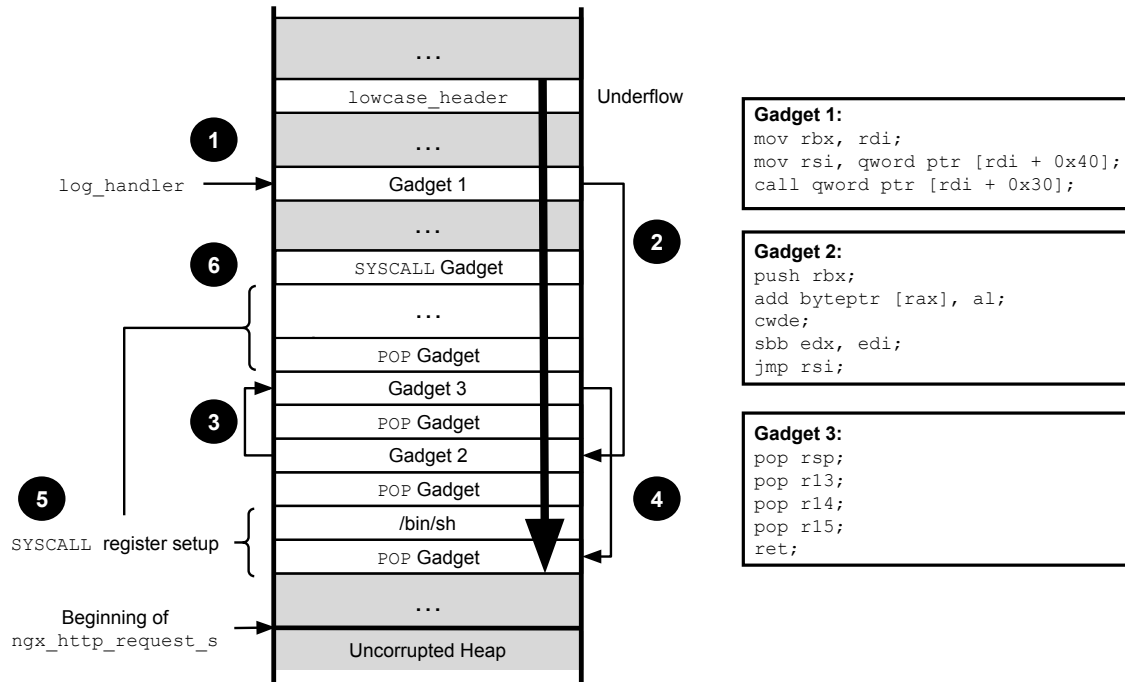 ...
lowcase_header
Underflow
1
...
log_handler
Gadget 1
...
2
6
SYSCALL Gadget
...
POP Gadget
Gadget 3
3
POP Gadget
Gadget 2
POP Gadget
4
5
/bin/sh
SYSCALL register setup
POP Gadget
...
Beginning of
ngx_http_request_s
Uncorrupted Heap
Gadget 1:
mov rbx, rdi;
mov rsi, qword ptr [rdi + 0x40];
call qword ptr [rdi + 0x30];
Gadget 2:
push rbx;
add byteptr [rax], al;
cwde;
sbb edx, edi;
jmp rsi;
Gadget 3:
pop rsp;
pop r13;
pop r14;
pop r15;
ret;